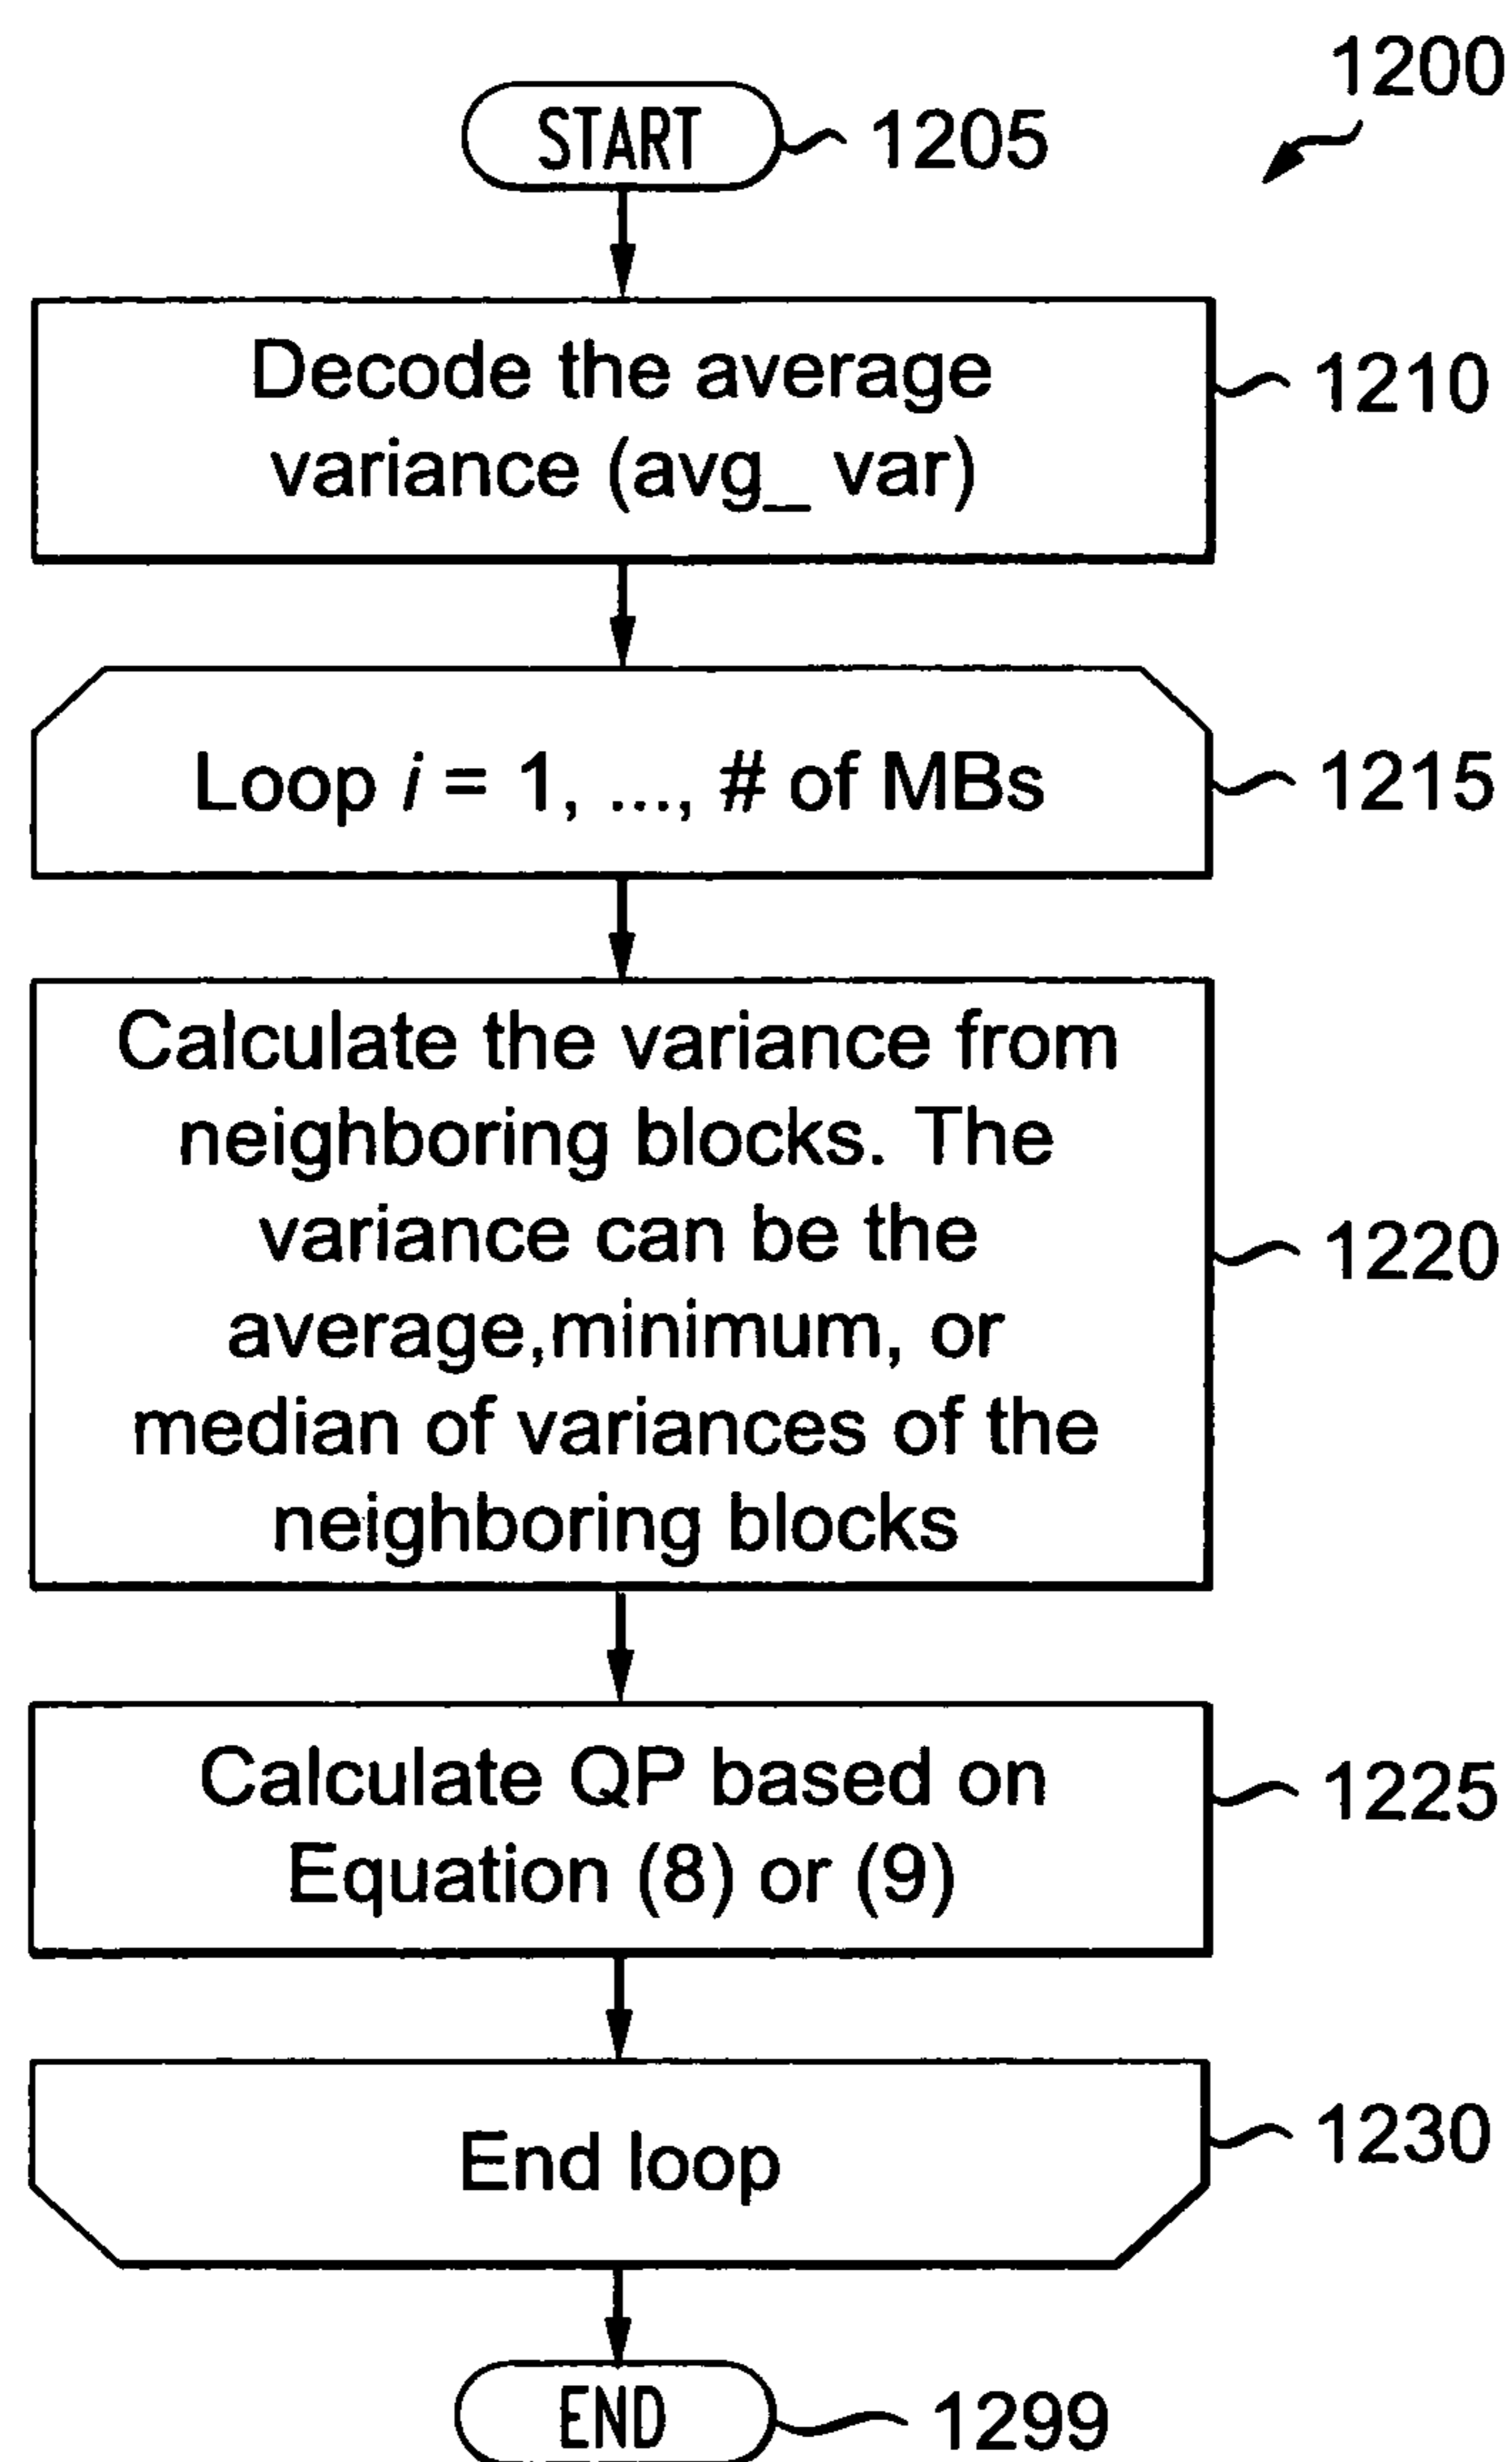 1200
START
1205
Decode the average
variance (avg_ var)
1210
Loop i = 1, ..., # of MBs
1215
Calculate the variance from
neighboring blocks. The
variance can be the
average,minimum, or
median of variances of the
neighboring blocks
1220
Calculate QP based on
Equation (8) or (9)
1225
End loop
1230
END
1299